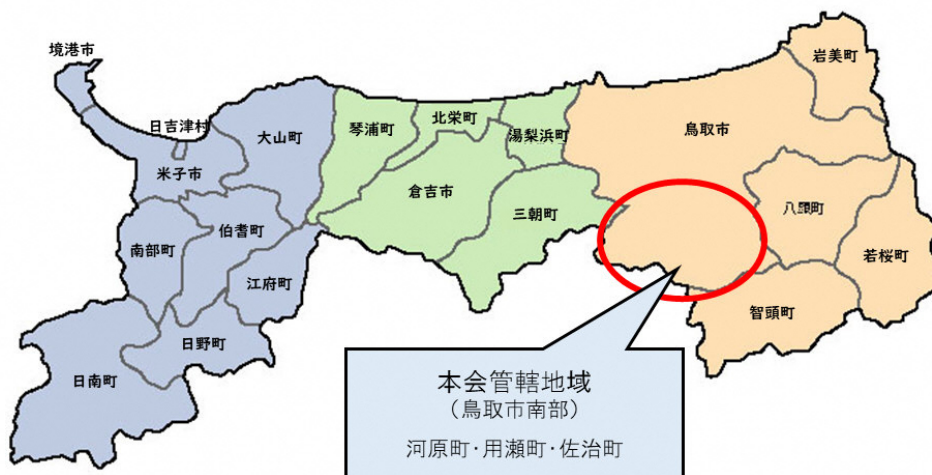 境港市
日吉津村
大山町
米子市
南部町
伯耆町
江府町
日野町
日南町
琴浦町
北栄町
湯梨浜町
倉吉市
三朝町
岩美町
鳥取市
八頭町
若桜町
智頭町
本会管轄地域
（鳥取市南部）
河原町・用瀬町・佐治町